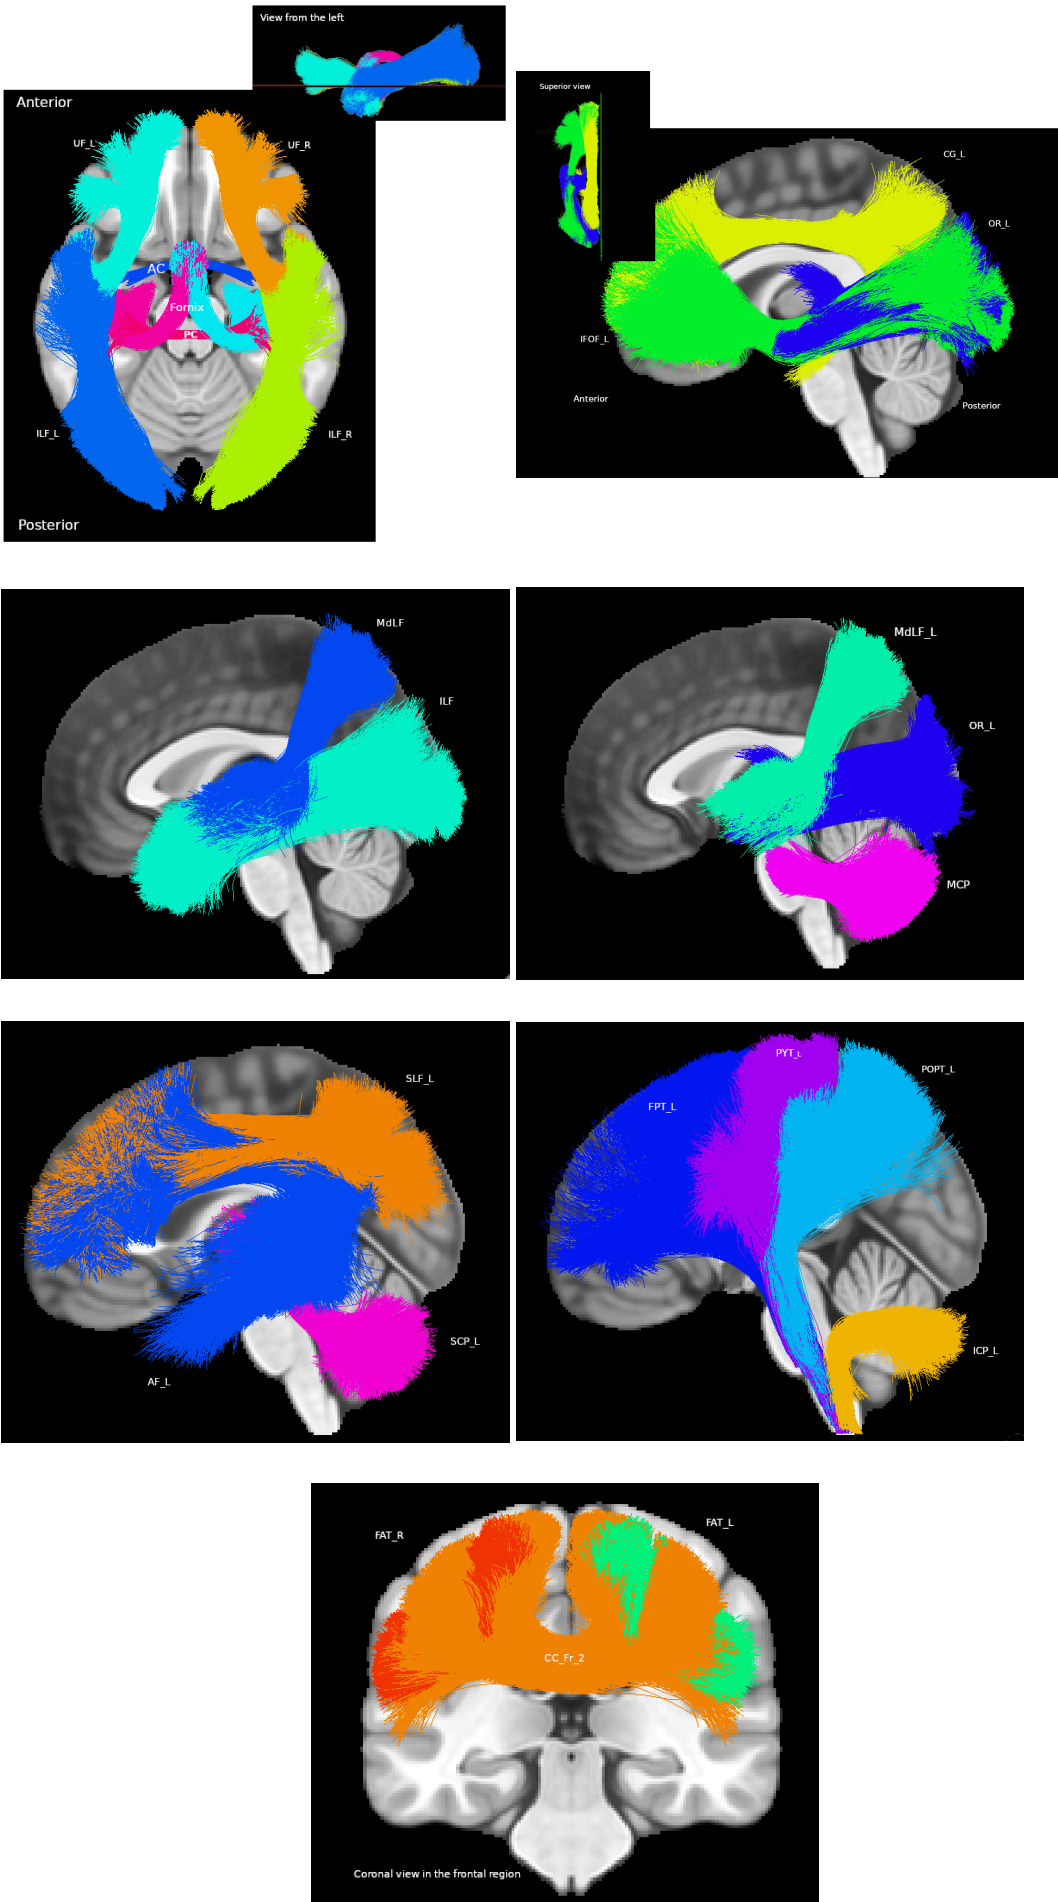 View from the left
Anterior
UF_L
UF_R
AC
Fornix
PC
ILF_L
ILF_R
Posterior
Superior view
CG_L
OR_L
IFOF_L
Anterior
Posterior
MdLF
ILF
MdLF_L
OR_L
MCP
SLF_L
SCP_L
AF_L
PYT_L
POPT_L
FPT_L
ICP_L
FAT_R
FAT_L
CC_Fr_2
Coronal view in the frontal region